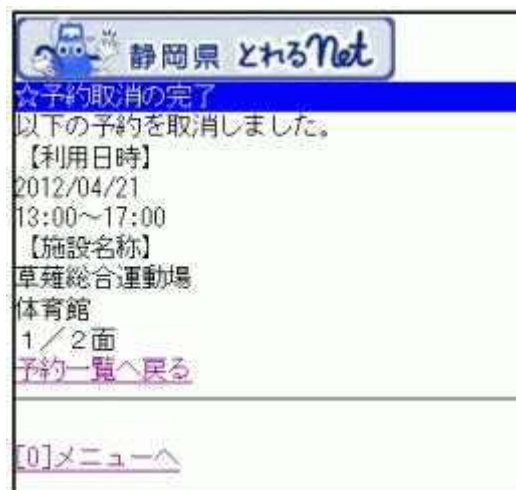 静岡県 とれるnet
☆予約取消の完了
以下の予約を取消しました。
【利用日時】
2012/04/21
13:00～17:00
【施設名称】
草薙総合運動場
体育館
１／２面
予約一覧へ戻る
[0]メニューへ